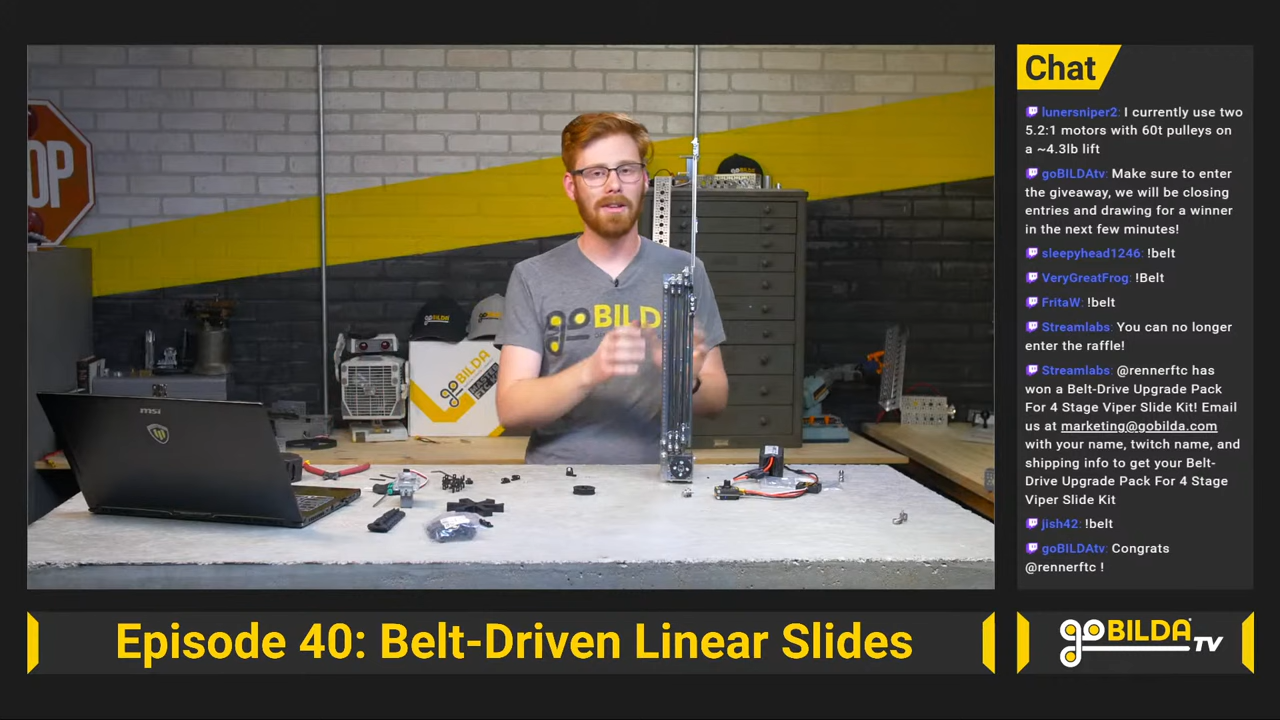 Chat
lunersniper2: I currently use two
5.2:1 motors with 60t pulleys on
a ~4.3lb lift
goBILDAtv: Make sure to enter
the giveaway, we will be closing
entries and drawing for a winner
in the next few minutes!
sleepyhead1246: !belt
VeryGreatFrog: !Belt
FritaW: !belt
Streamlabs: You can no longer
enter the raffle!
Streamlabs: @rennerftc has
won a Belt-Drive Upgrade Pack
For 4 Stage Viper Slide Kit! Email
us at marketing@gobilda.com
with your name, twitch name, and
shipping info to get your Belt-
Drive Upgrade Pack For 4 Stage
Viper Slide Kit
jish42: !belt
goBILDAtv: Congrats
@rennerftc !
OP
goBILD
goBILDA
msi
Episode 40: Belt-Driven Linear Slides
goBILDA TV